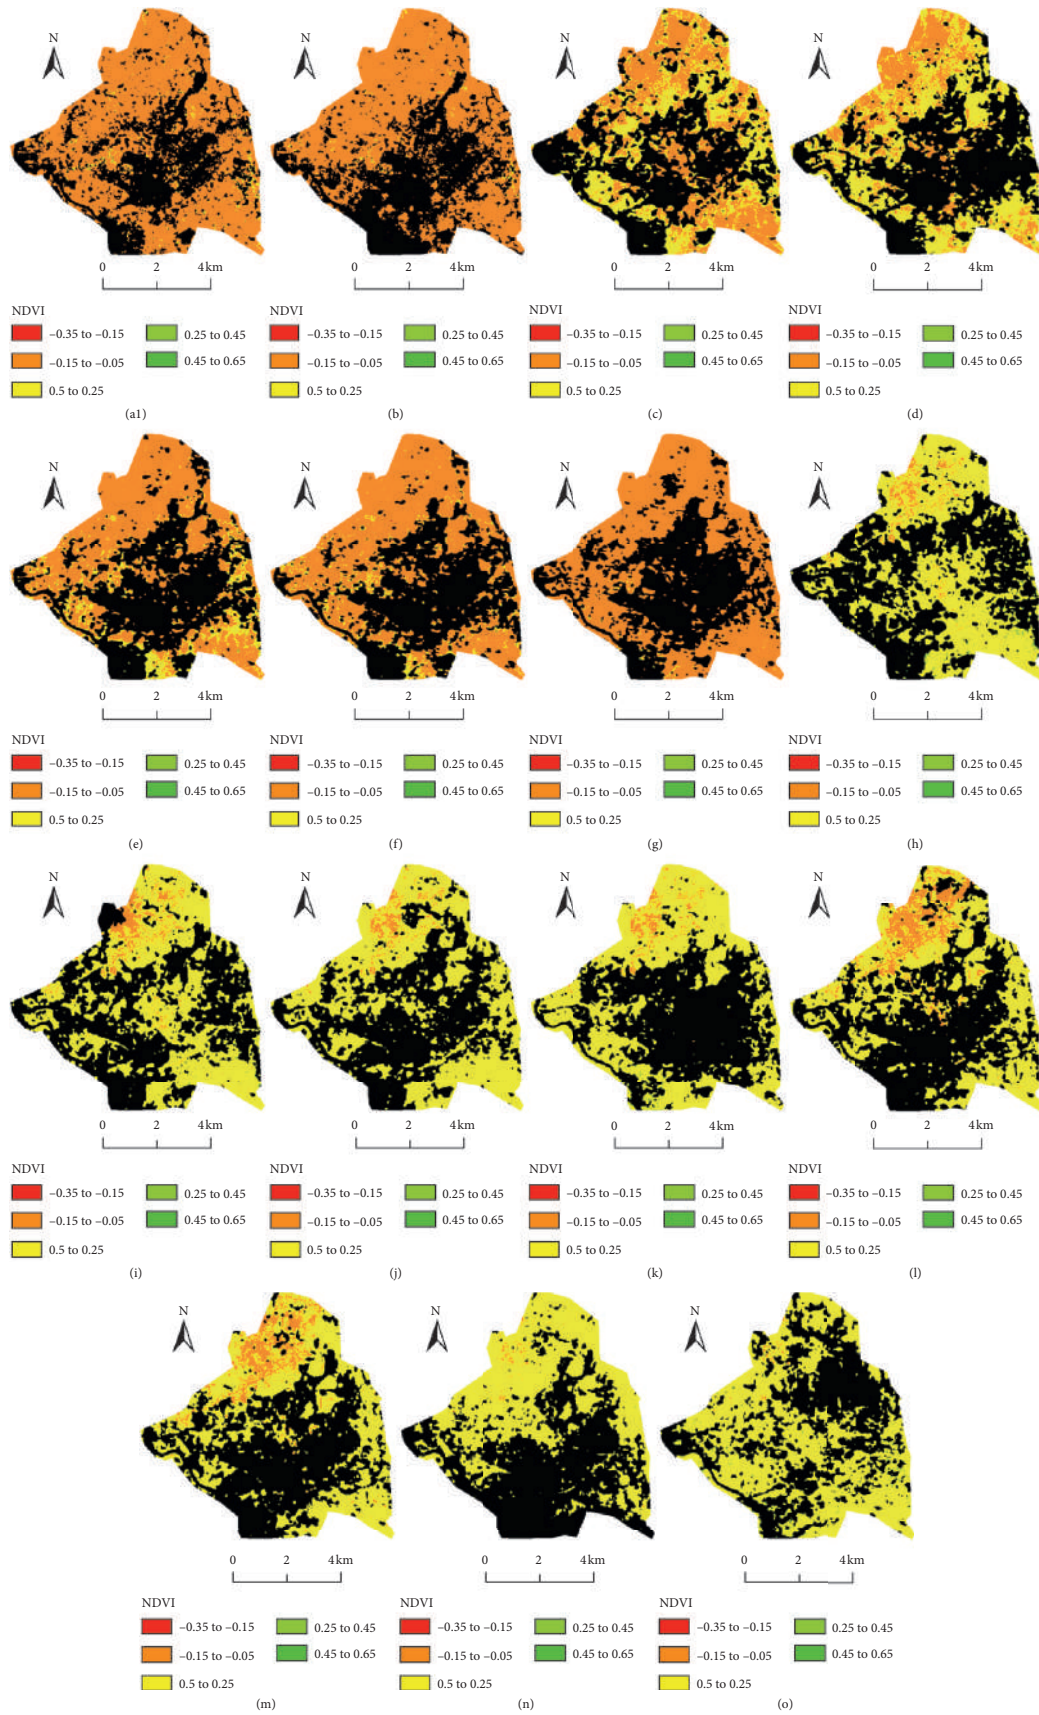 N N N N
0 2 4 km 0 2 4 km 0 2 4 km 0 2 4 km
NDVI NDVI NDVI NDVI
–0.35 to –0.15 0.25 to 0.45 –0.35 to –0.15 0.25 to 0.45 –0.35 to –0.15 0.25 to 0.45 –0.35 to –0.15 0.25 to 0.45
–0.15 to –0.05 0.45 to 0.65 –0.15 to –0.05 0.45 to 0.65 –0.15 to –0.05 0.45 to 0.65 –0.15 to –0.05 0.45 to 0.65
0.5 to 0.25 0.5 to 0.25 0.5 to 0.25 0.5 to 0.25
(a1) (b) (c) (d)
N N N N
0 2 4 km 0 2 4 km 0 2 4 km 0 2 4 km
NDVI NDVI NDVI NDVI
–0.35 to –0.15 0.25 to 0.45 –0.35 to –0.15 0.25 to 0.45 –0.35 to –0.15 0.25 to 0.45 –0.35 to –0.15 0.25 to 0.45
–0.15 to –0.05 0.45 to 0.65 –0.15 to –0.05 0.45 to 0.65 –0.15 to –0.05 0.45 to 0.65 –0.15 to –0.05 0.45 to 0.65
0.5 to 0.25 0.5 to 0.25 0.5 to 0.25 0.5 to 0.25
(e) (f) (g) (h)
N N N N
0 2 4 km 0 2 4 km 0 2 4 km 0 2 4 km
NDVI NDVI NDVI NDVI
–0.35 to –0.15 0.25 to 0.45 –0.35 to –0.15 0.25 to 0.45 –0.35 to –0.15 0.25 to 0.45 –0.35 to –0.15 0.25 to 0.45
–0.15 to –0.05 0.45 to 0.65 –0.15 to –0.05 0.45 to 0.65 –0.15 to –0.05 0.45 to 0.65 –0.15 to –0.05 0.45 to 0.65
0.5 to 0.25 0.5 to 0.25 0.5 to 0.25 0.5 to 0.25
(i) (j) (k) (l)
N N N
0 2 4 km 0 2 4 km 0 2 4 km
NDVI NDVI NDVI
–0.35 to –0.15 0.25 to 0.45 –0.35 to –0.15 0.25 to 0.45 –0.35 to –0.15 0.25 to 0.45
–0.15 to –0.05 0.45 to 0.65 –0.15 to –0.05 0.45 to 0.65 –0.15 to –0.05 0.45 to 0.65
0.5 to 0.25 0.5 to 0.25 0.5 to 0.25
(m) (n) (o)